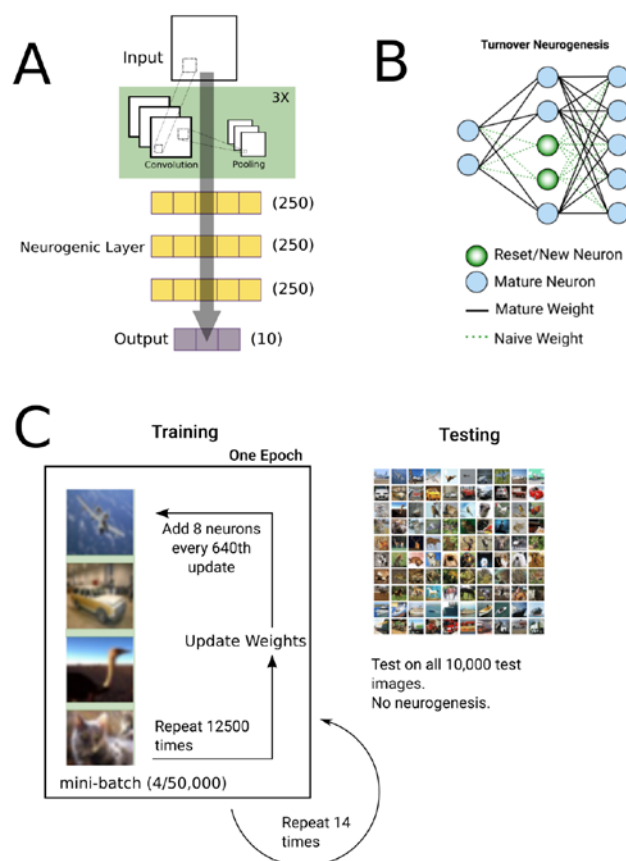 A
Input
3X
Convolution
Pooling
(250)
Neurogenic Layer
(250)
(250)
Output
(10)
B
Turnover Neurogenesis
Reset/New Neuron
Mature Neuron
Mature Weight
Naive Weight
C
Training
One Epoch
Add 8 neurons
every 640th
update
Update Weights
Repeat 12500
times
mini-batch (4/50,000)
Repeat 14
times
Testing
Test on all 10,000 test
images.
No neurogenesis.